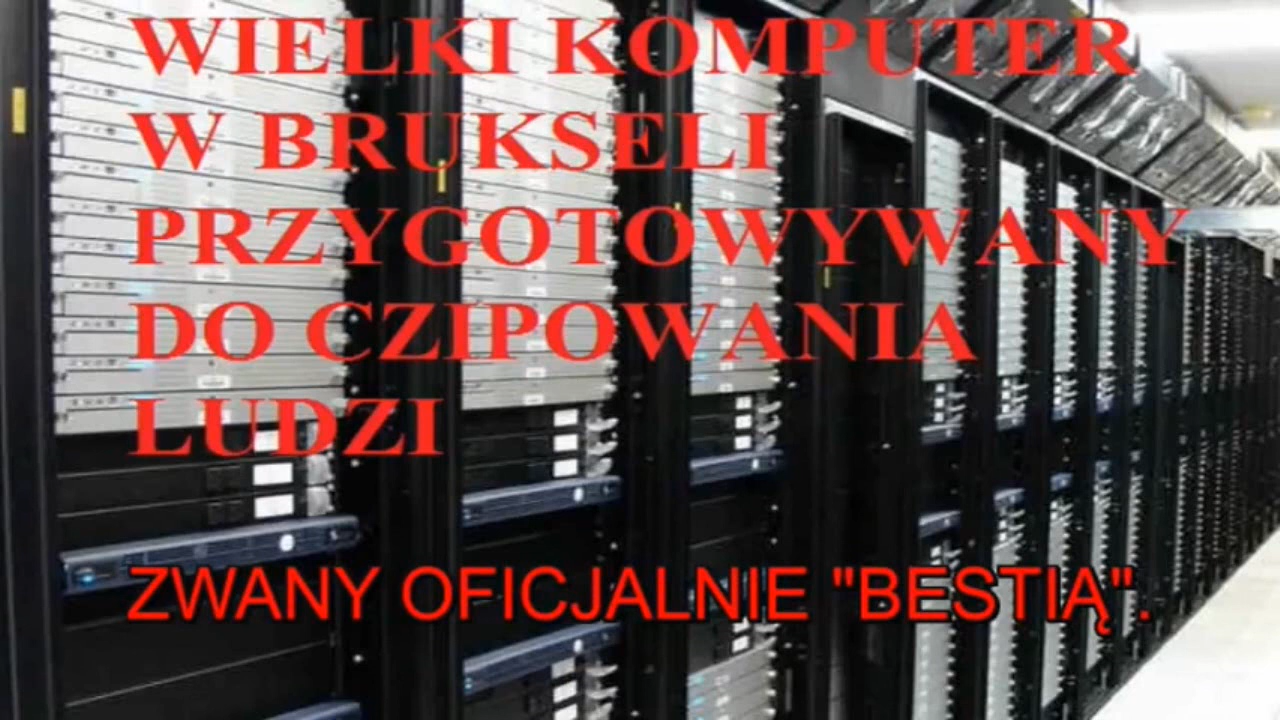 WIELKI KOMPUTER
W BRUKSELI
PRZYGOTOWYWANY
DO CZIPOWANIA
LUDZI
ZWANY OFICJALNIE "BESTIĄ".